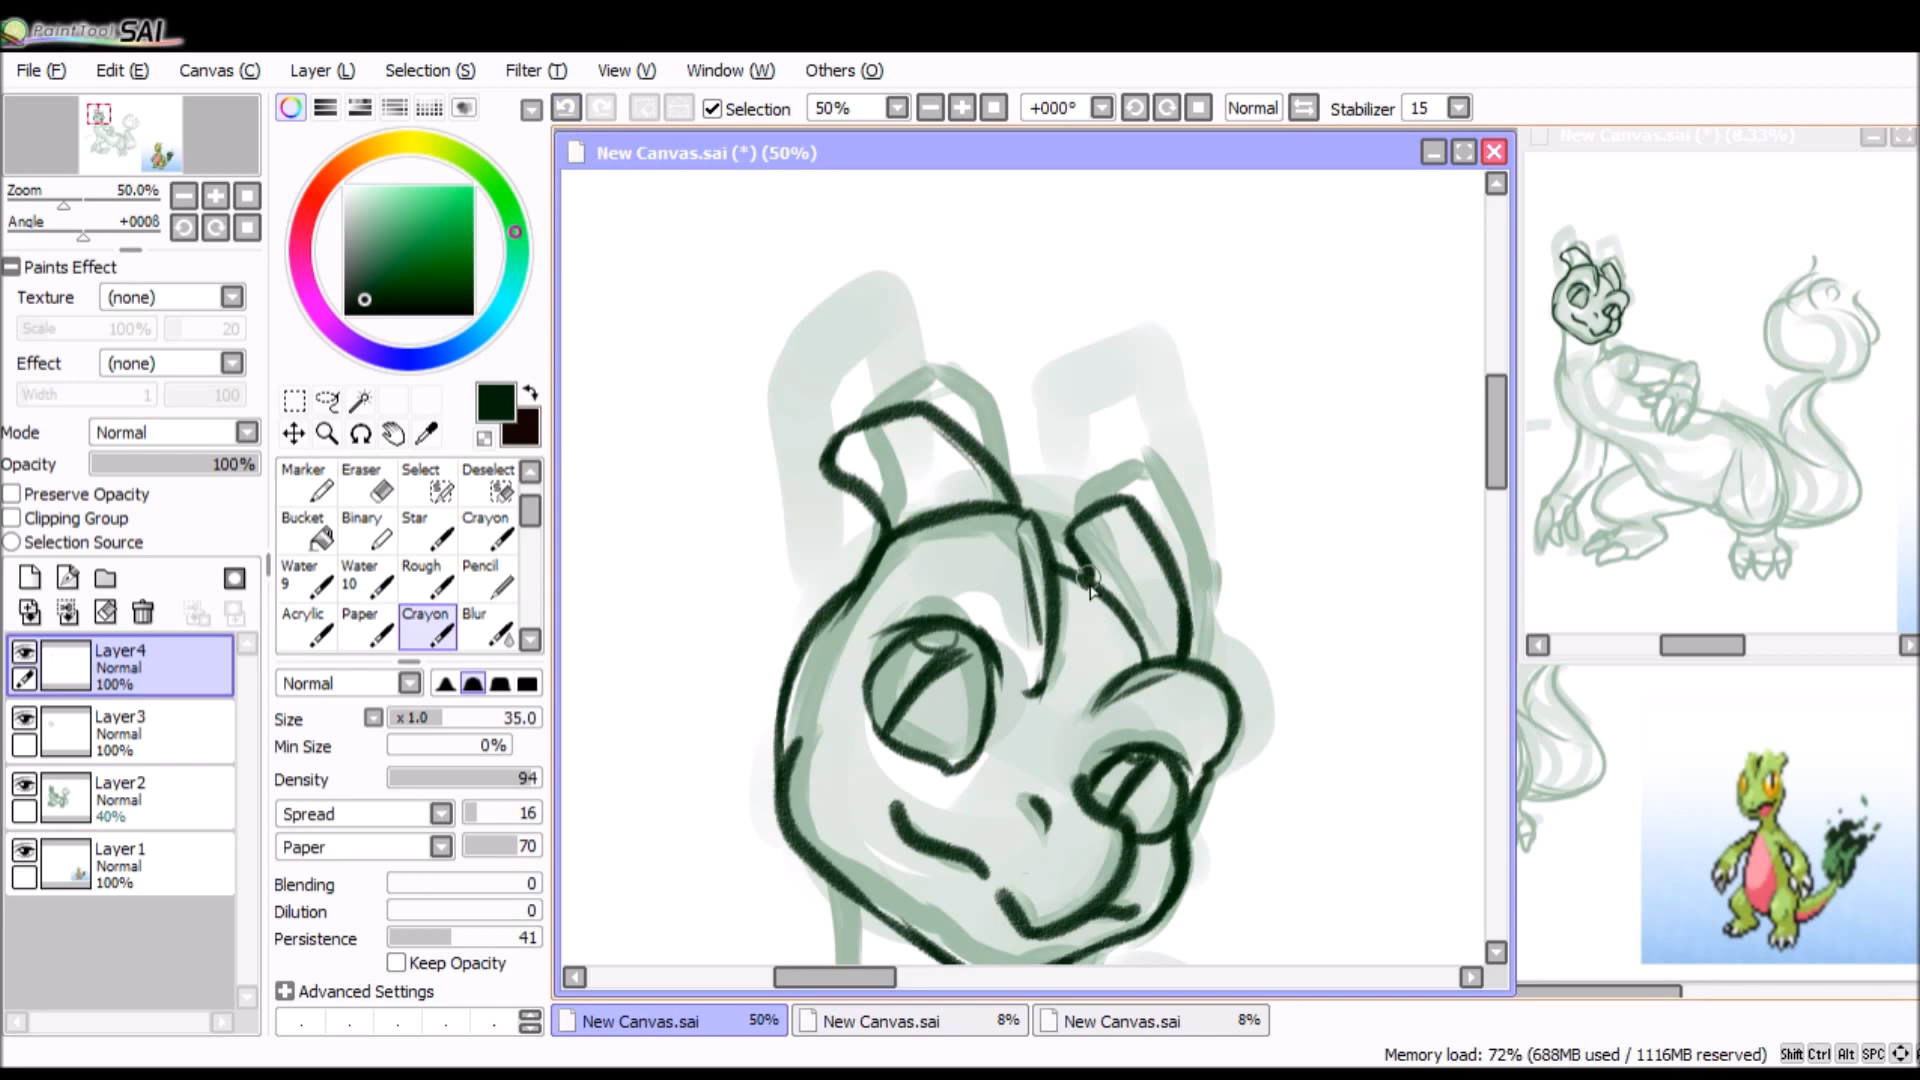 PaintTool SAI
File (F) Edit (E) Canvas (C) Layer (L) Selection (S) Filter (T) View (V) Window (W) Others (O)
Selection 50% +000° Normal Stabilizer 15
New Canvas.sai (*) (50%)
New Canvas.sai (*) (8.33%)
Zoom 50.0%
Angle
Paints Effect
Texture (none)
Scale 100% 20
Effect (none)
Width 1 100
Mode Normal
Opacity 100%
Preserve Opacity
Clipping Group
Selection Source
Layer4
Normal
100%
Layer3
Normal
100%
Layer2
Normal
40%
Layer1
Normal
100%
Marker Eraser Select Deselect
Bucket Binary Star Crayon
Water 9 Water 10 Rough Pencil
Acrylic Paper Crayon Blur
Normal
Size x 1.0 35.0
Min Size 0%
Density 94
Spread 16
Paper 70
Blending 0
Dilution 0
Persistence 41
Keep Opacity
Advanced Settings
New Canvas.sai 50% New Canvas.sai 8% New Canvas.sai 8%
Memory load: 72% (688MB used / 1116MB reserved) Shift Ctrl Alt SPC